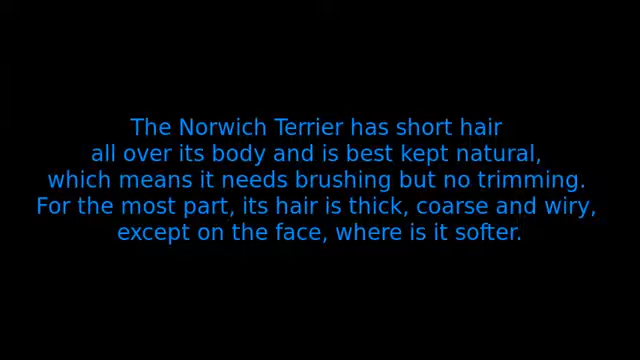 The Norwich Terrier has short hair
all over its body and is best kept natural,
which means it needs brushing but no trimming.
For the most part, its hair is thick, coarse and wiry,
except on the face, where is it softer.